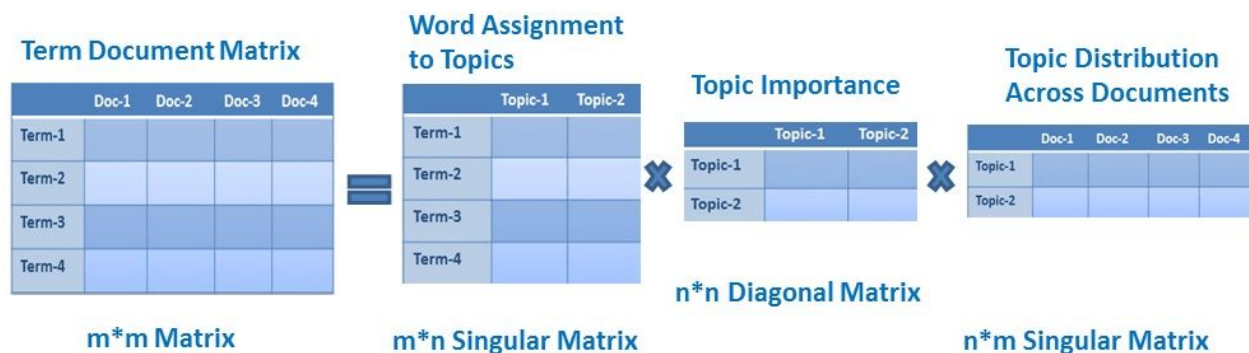 Term Document Matrix
Doc-1 Doc-2 Doc-3 Doc-4
Term-1
Term-2
Term-3
Term-4
m*m Matrix
Word Assignment
to Topics
Topic-1 Topic-2
Term-1
Term-2
Term-3
Term-4
m*n Singular Matrix
Topic Importance
Topic-1 Topic-2
Topic-1
Topic-2
n*n Diagonal Matrix
Topic Distribution
Across Documents
Doc-1 Doc-2 Doc-3 Doc-4
Topic-1
Topic-2
n*m Singular Matrix